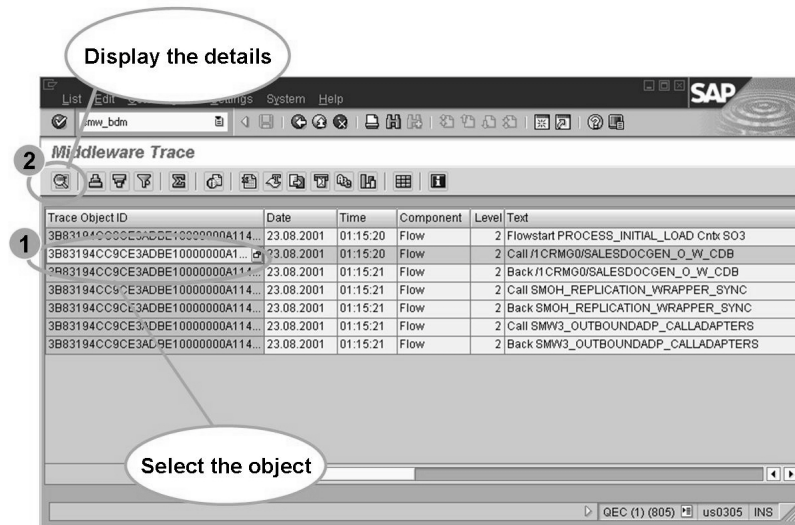 Display the details
List Edit System Help
SAP
Middleware Trace
2
Trace Object ID Date Time Component Level Text
23.08.2001 01:15:20 Flow 2 Flowstart PROCESS_INITIAL_LOAD Cntx SO3
1
3B83194CC9CE3ADBE10000000A1... 23.08.2001 01:15:20 Flow 2 Call /1CRMG0/SALESDOCGEN_O_W_CDB
3B83194CC9CE3ADBE10000000A114... 23.08.2001 01:15:21 Flow 2 Back /1CRMG0/SALESDOCGEN_O_W_CDB
3B83194CC9CE3ADBE10000000A114... 23.08.2001 01:15:21 Flow 2 Call SMOH_REPLICATION_WRAPPER_SYNC
3B83194CC9CE3ADBE10000000A114... 23.08.2001 01:15:21 Flow 2 Back SMOH_REPLICATION_WRAPPER_SYNC
3B83194CC9CE3ADBE10000000A114... 23.08.2001 01:15:21 Flow 2 Call SMW3_OUTBOUNDADP_CALLADAPTERS
3B83194CC9CE3ADBE10000000A114... 23.08.2001 01:15:21 Flow 2 Back SMW3_OUTBOUNDADP_CALLADAPTERS
Select the object
QEC (1) (805) us0305 INS